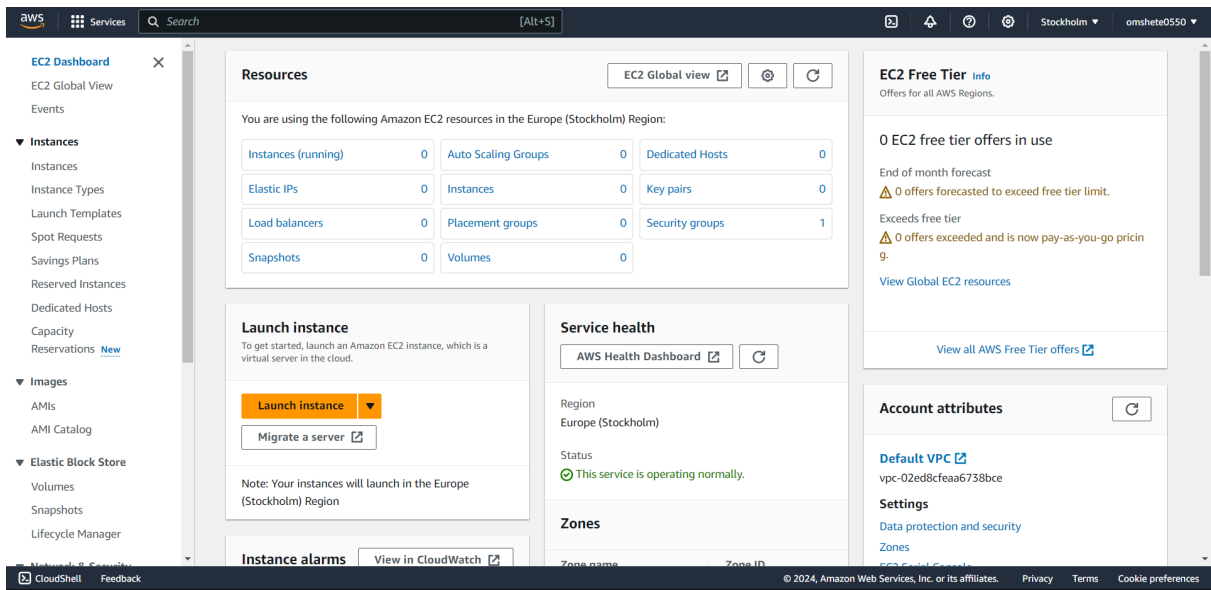 aws
Services
Search
[Alt+S]
Stockholm
omshete0550
EC2 Dashboard
EC2 Global View
Events
Instances
Instances
Instance Types
Launch Templates
Spot Requests
Savings Plans
Reserved Instances
Dedicated Hosts
Capacity
Reservations New
Images
AMIs
AMI Catalog
Elastic Block Store
Volumes
Snapshots
Lifecycle Manager
Network & Security
Resources
EC2 Global view
You are using the following Amazon EC2 resources in the Europe (Stockholm) Region:
Instances (running) 0
Auto Scaling Groups 0
Dedicated Hosts 0
Elastic IPs 0
Instances 0
Key pairs 0
Load balancers 0
Placement groups 0
Security groups 1
Snapshots 0
Volumes 0
Launch instance
To get started, launch an Amazon EC2 instance, which is a
virtual server in the cloud.
Launch instance
Migrate a server
Note: Your instances will launch in the Europe
(Stockholm) Region
Instance alarms
View in CloudWatch
Service health
AWS Health Dashboard
Region
Europe (Stockholm)
Status
This service is operating normally.
Zones
Zone name
Zone ID
EC2 Free Tier Info
Offers for all AWS Regions.
0 EC2 free tier offers in use
End of month forecast
0 offers forecasted to exceed free tier limit.
Exceeds free tier
0 offers exceeded and is now pay-as-you-go pricin
g.
View Global EC2 resources
View all AWS Free Tier offers
Account attributes
Default VPC
vpc-02ed8cfeaa6738bce
Settings
Data protection and security
Zones
EC2 Serial Console
CloudShell
Feedback
© 2024, Amazon Web Services, Inc. or its affiliates.
Privacy
Terms
Cookie preferences